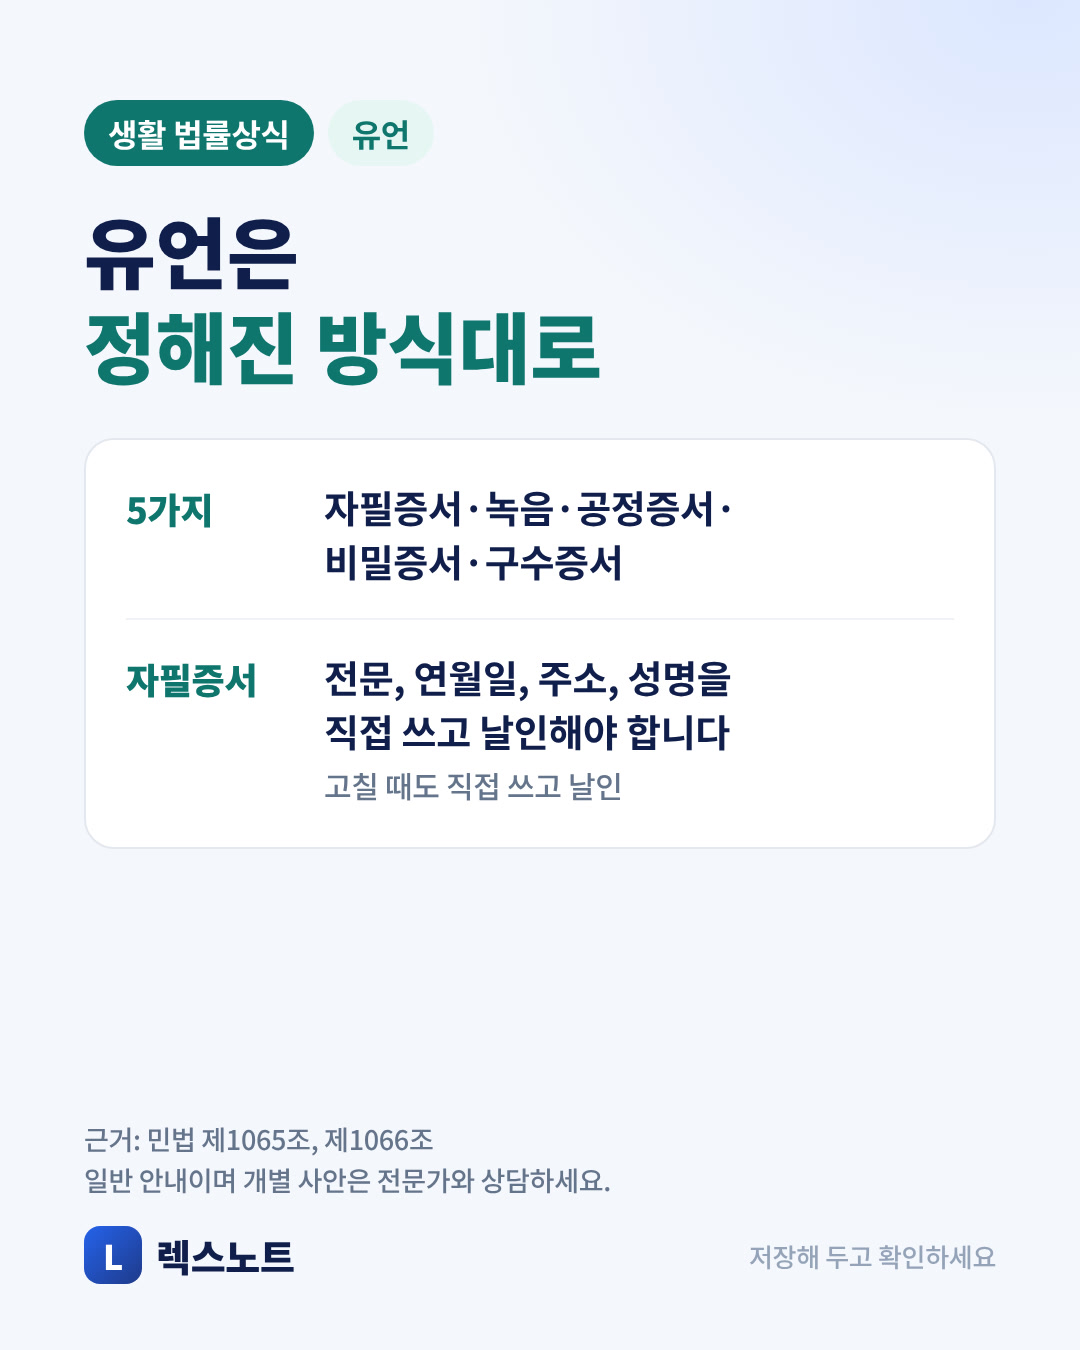 생활 법률상식 유언
유언은
정해진 방식대로
5가지 자필증서·녹음·공정증서·
비밀증서·구수증서
자필증서 전문, 연월일, 주소, 성명을
직접 쓰고 날인해야 합니다
고칠 때도 직접 쓰고 날인
근거: 민법 제1065조, 제1066조
일반 안내이며 개별 사안은 전문가와 상담하세요.
L 렉스노트 저장해 두고 확인하세요